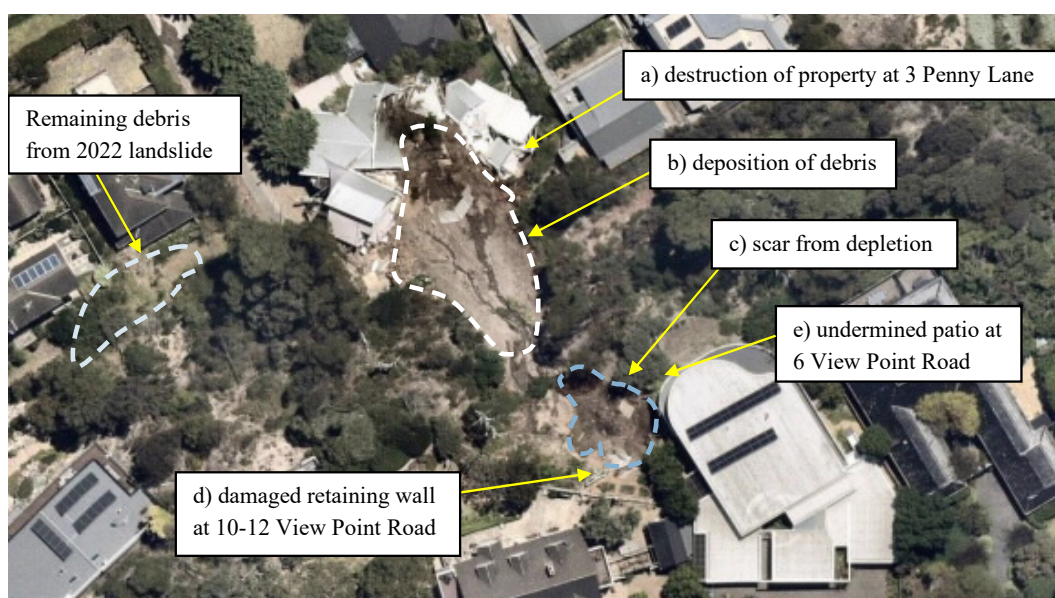 a) destruction of property at 3 Penny Lane
Remaining debris
from 2022 landslide
b) deposition of debris
c) scar from depletion
e) undermined patio at
6 View Point Road
d) damaged retaining wall
at 10-12 View Point Road